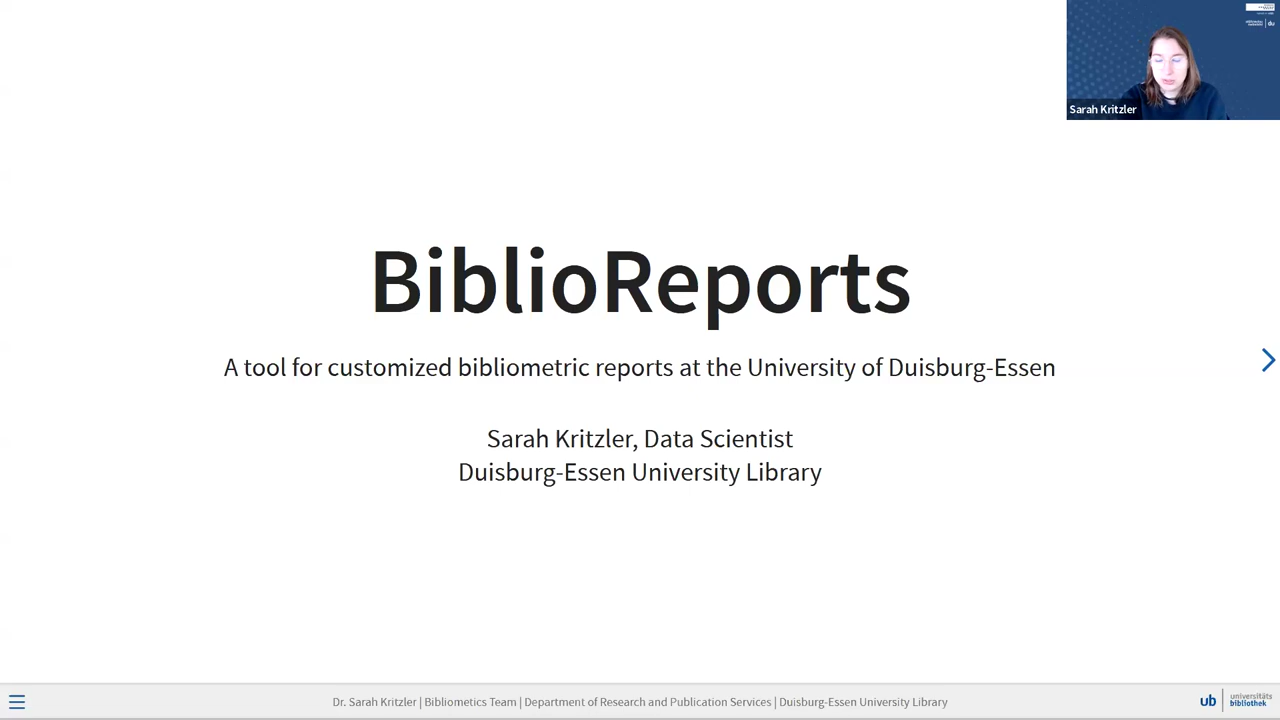 Sarah Kritzler
BiblioReports
A tool for customized bibliometric reports at the University of Duisburg-Essen
Sarah Kritzler, Data Scientist
Duisburg-Essen University Library
Dr. Sarah Kritzler | Bibliometics Team | Department of Research and Publication Services | Duisburg-Essen University Library
ub
universitäts
bibliothek